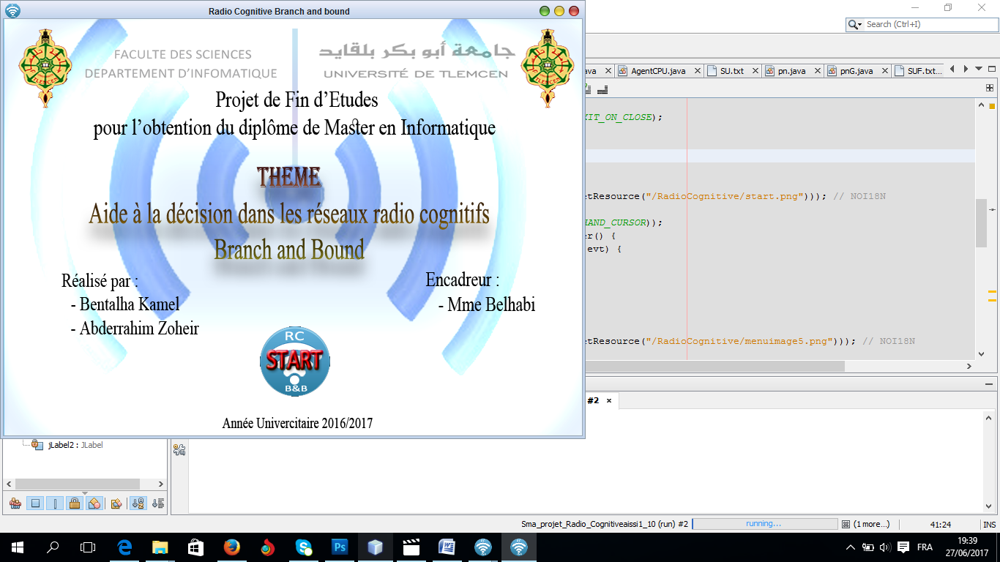 Radio Cognitive Branch and bound
FACULTE DES SCIENCES
DEPARTEMENT D'INFOMATIQUE
جامعة أبو بكر بلقايد
UNIVERSITÉ DE TLEMCEN
Projet de Fin d'Etudes
pour l'obtention du diplôme de Master en Informatique
THEME
Aide à la décision dans les réseaux radio cognitifs
Branch and Bound
Réalisé par :
- Bentalha Kamel
- Abderrahim Zoheir
Encadreur :
- Mme Belhabi
RC
START
B&B
Année Univercitaire 2016/2017
Search (Ctrl+I)
ava
AgentCPU.java
SU.txt
pn.java
pnG.java
SUF.txt...
XIT_ON_CLOSE);
etResource("/RadioCognitive/start.png"))); // NOI18N
HAND_CURSOR));
er() {
evt) {
etResource("/RadioCognitive/menuimage5.png"))); // NOI18N
#2
jLabel2 : JLabel
Sma_projet_Radio_Cognitiveaissi1_10 (run) #2
running...
(1 more...)
41:24
INS
FRA
19:39
27/06/2017